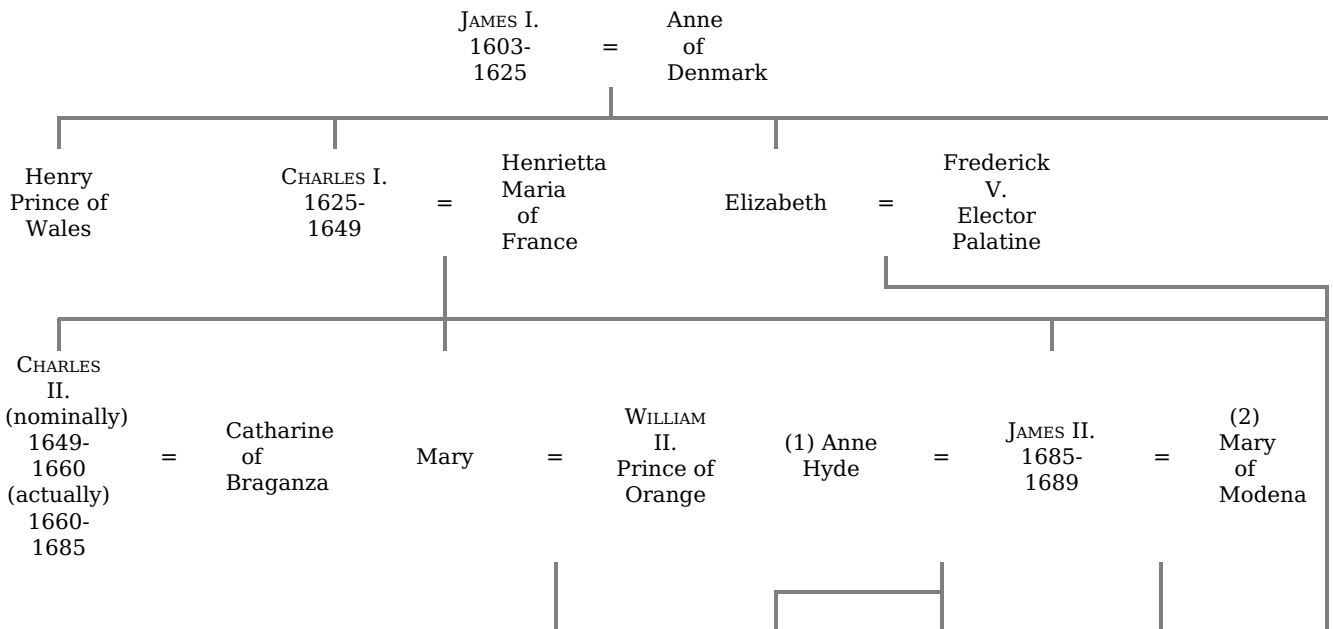 JAMES I.
1603-
1625
=
Anne
of
Denmark
Henry
Prince of
Wales
CHARLES I.
1625-
1649
=
Henrietta
Maria
of
France
Elizabeth
=
Frederick
V.
Elector
Palatine
CHARLES
II.
(nominally)
1649-
1660
(actually)
1660-
1685
=
Catharine
of
Braganza
Mary
=
WILLIAM
II.
Prince of
Orange
(1) Anne
Hyde
=
JAMES II.
1685-
1689
=
(2)
Mary
of
Modena